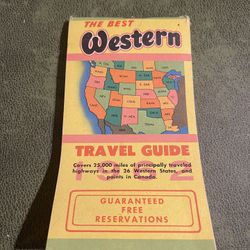 THE BEST
Western
TRAVEL GUIDE
Covers 25,000 miles of principally traveled
highways in the 26 Western States, and
points in Canada.
GUARANTEED
FREE
RESERVATIONS